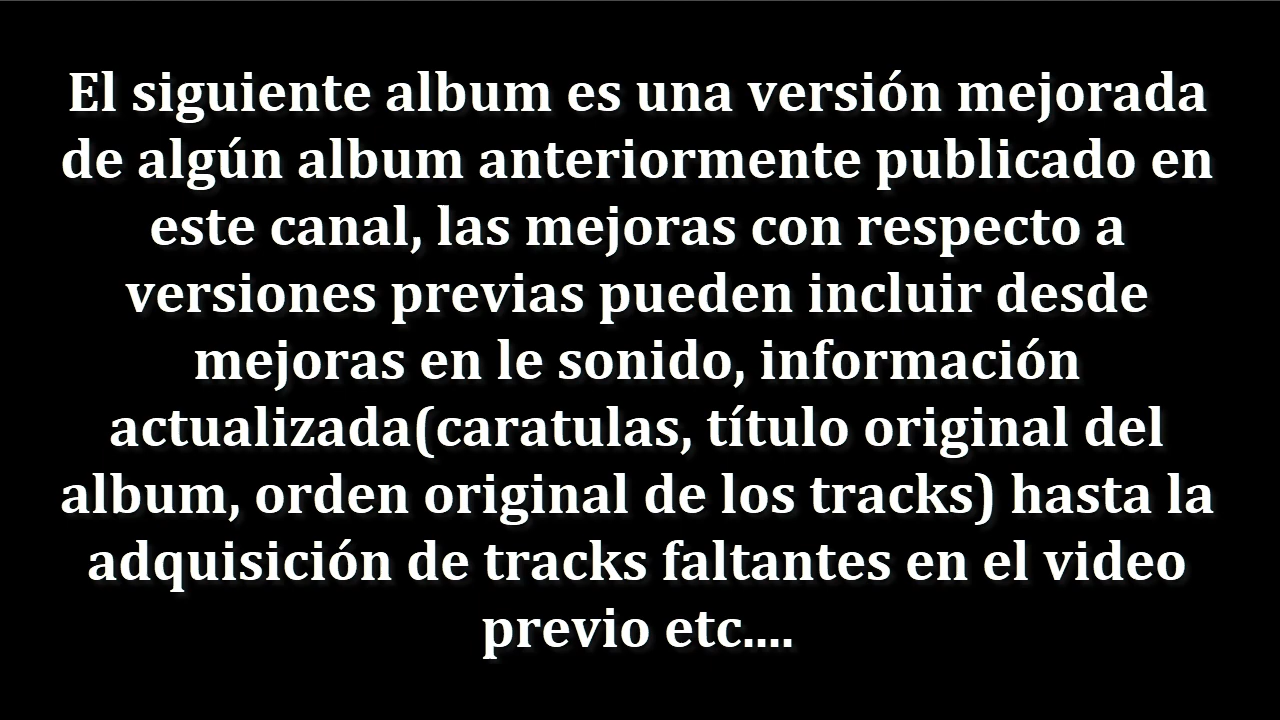 El siguiente album es una versión mejorada
de algún album anteriormente publicado en
este canal, las mejoras con respecto a
versiones previas pueden incluir desde
mejoras en le sonido, información
actualizada(caratulas, título original del
album, orden original de los tracks) hasta la
adquisición de tracks faltantes en el video
previo etc....